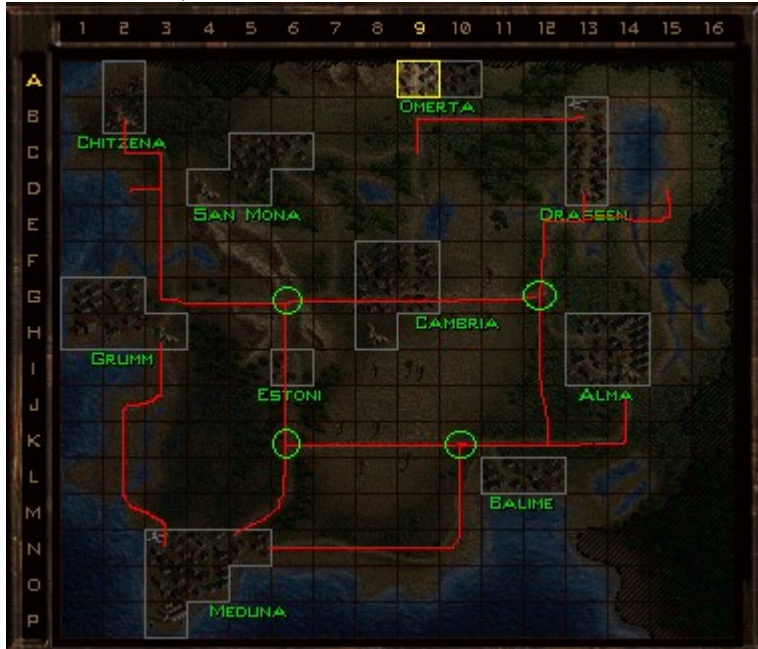 1 2 3 4 5 6 7 8 9 10 11 12 13 14 15 16
A
B
C
D
E
F
G
H
I
J
K
L
M
N
O
P
OMERTA
CHITZENA
SAN MONA
DRASSEN
CAMBRIA
GRUMM
ESTONI
ALMA
BALIME
MEDUNA